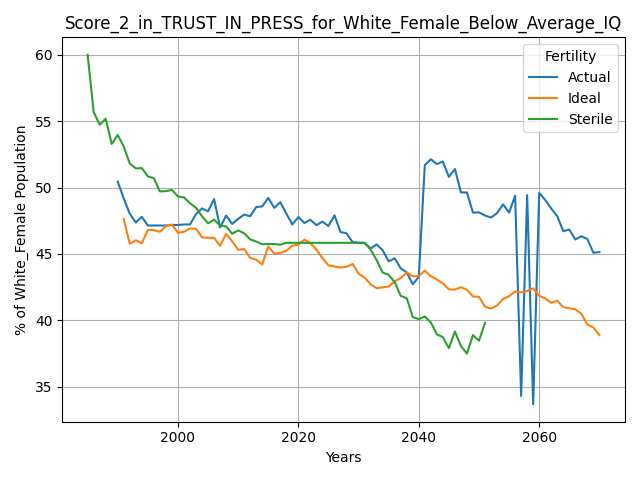 Score_2_in_TRUST_IN_PRESS_for_White_Female_Below_Average_IQ
% of White_Female Population
60
55
50
45
40
35
Fertility
Actual
Ideal
Sterile
2000
2020
2040
2060
Years